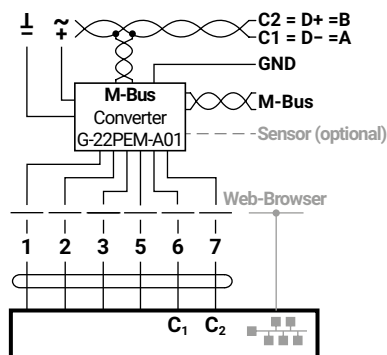 ⊥ ~
= +
C2 = D+ =B
C1 = D− =A
GND
M-Bus
Converter
G-22PEM-A01
M-Bus
Sensor (optional)
Web-Browser
1 2 3 5 6 7
C₁ C₂